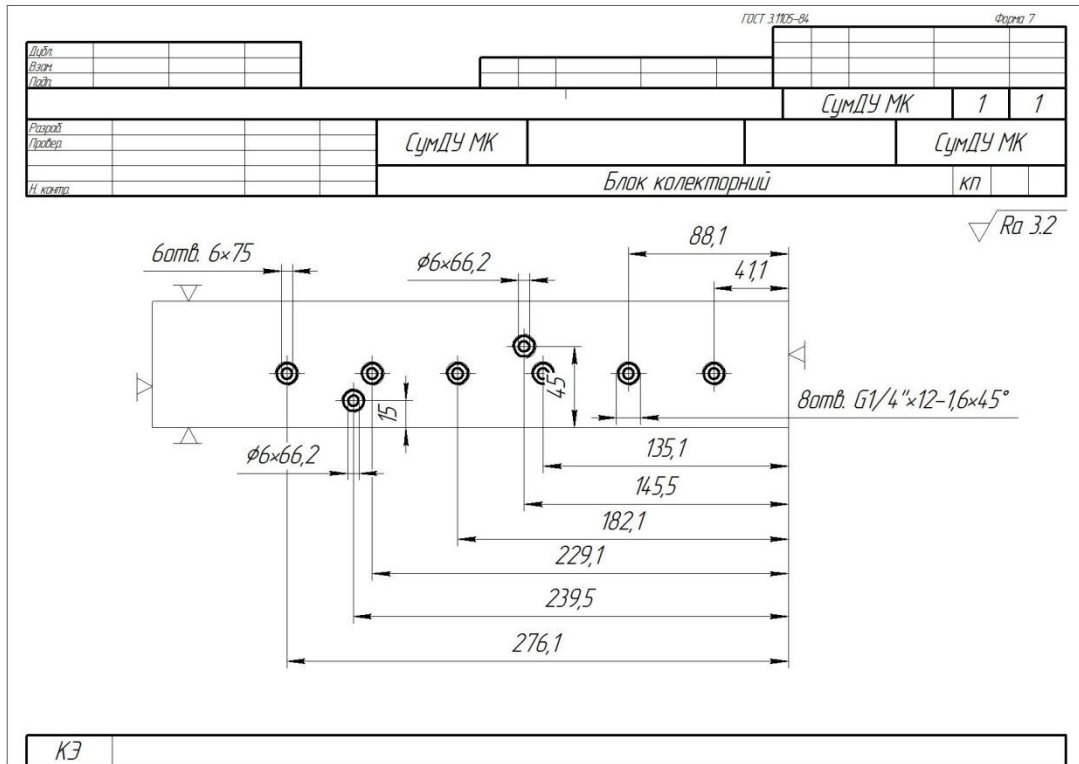 ГОСТ 3.1105-84 Форма 7
Дубл.
Взам.
Подп.
СумДУ МК 1 1
Разраб.
Провер.
СумДУ МК СумДУ МК
Н. контр.
Блок колекторний КП
Ra 3.2
6отв. 6×75
ϕ6×66,2
88,1
41,1
45
15
8отв. G1/4"×12-1,6×45°
ϕ6×66,2
135,1
145,5
182,1
229,1
239,5
276,1
КЭ